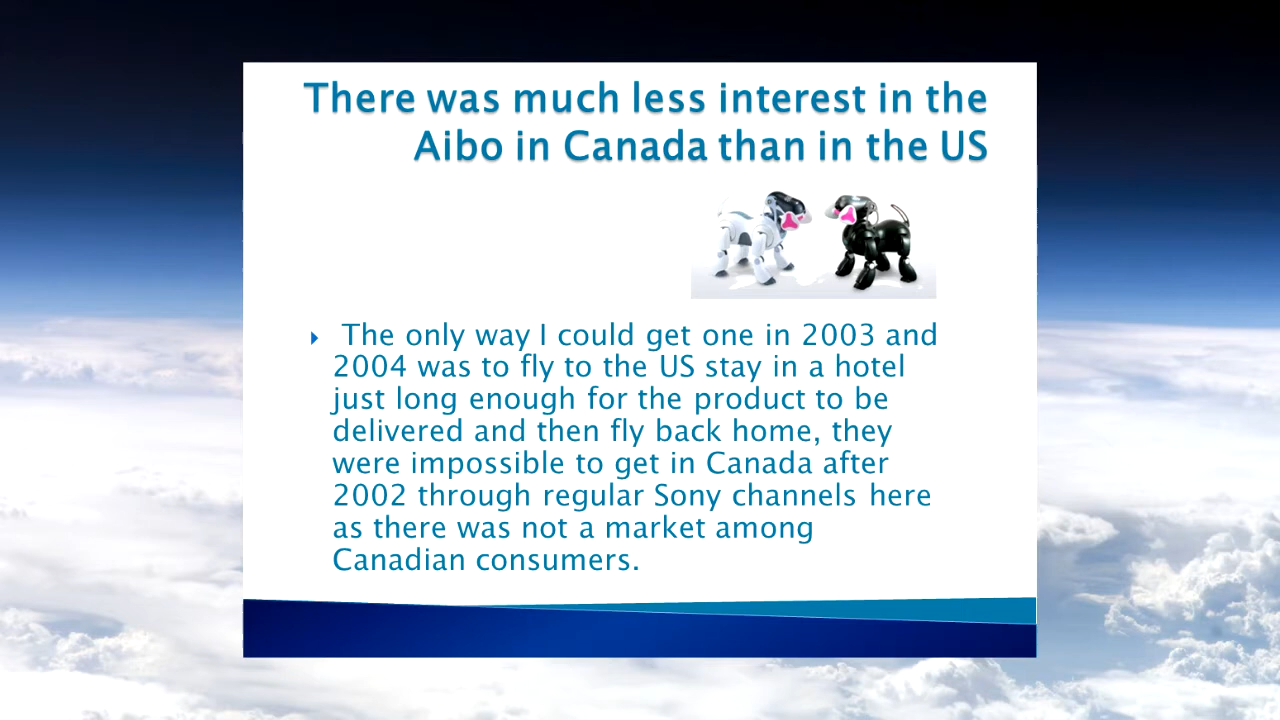 There was much less interest in the
Aibo in Canada than in the US
The only way I could get one in 2003 and
2004 was to fly to the US stay in a hotel
just long enough for the product to be
delivered and then fly back home, they
were impossible to get in Canada after
2002 through regular Sony channels here
as there was not a market among
Canadian consumers.